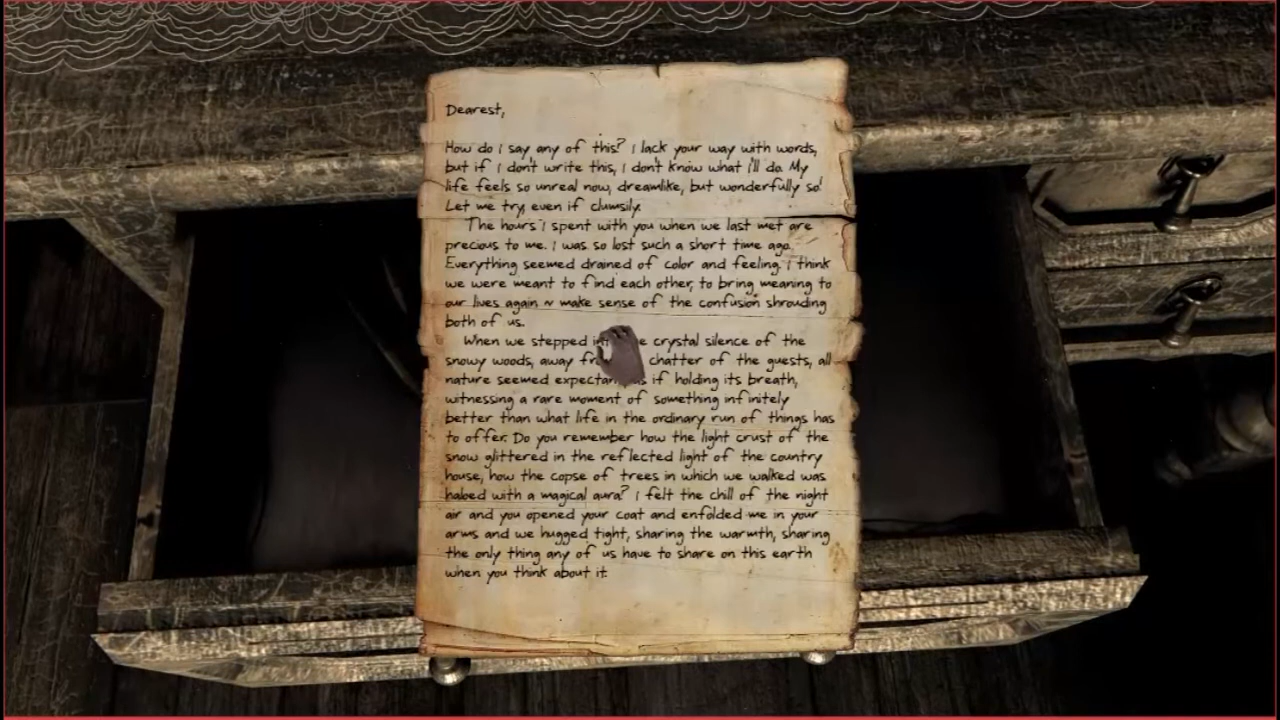 Dearest,
How do I say any of this? I lack your way with words,
but if I don't write this, I don't know what I'll do. My
life feels so unreal now, dreamlike, but wonderfully so!
Let me try, even if clumsily.
The hours I spent with you when we last met are
precious to me. I was so lost such a short time ago.
Everything seemed drained of color and feeling. I think
we were meant to find each other, to bring meaning to
our lives again ~ make sense of the confusion shrouding
both of us.
When we stepped crystal silence of the
snowy woods, away chatter of the guests, all
nature seemed if holding its breath,
witnessing a rare moment of something infinitely
better than what life in the ordinary run of things has
to offer. Do you remember how the light crust of the
snow glittered in the reflected light of the country
house, how the copse of trees in which we walked was
haloed with a magical aura? I felt the chill of the night
air and you opened your coat and enfolded me in your
arms and we hugged tight, sharing the warmth, sharing
the only thing any of us have to share on this earth
when you think about it.